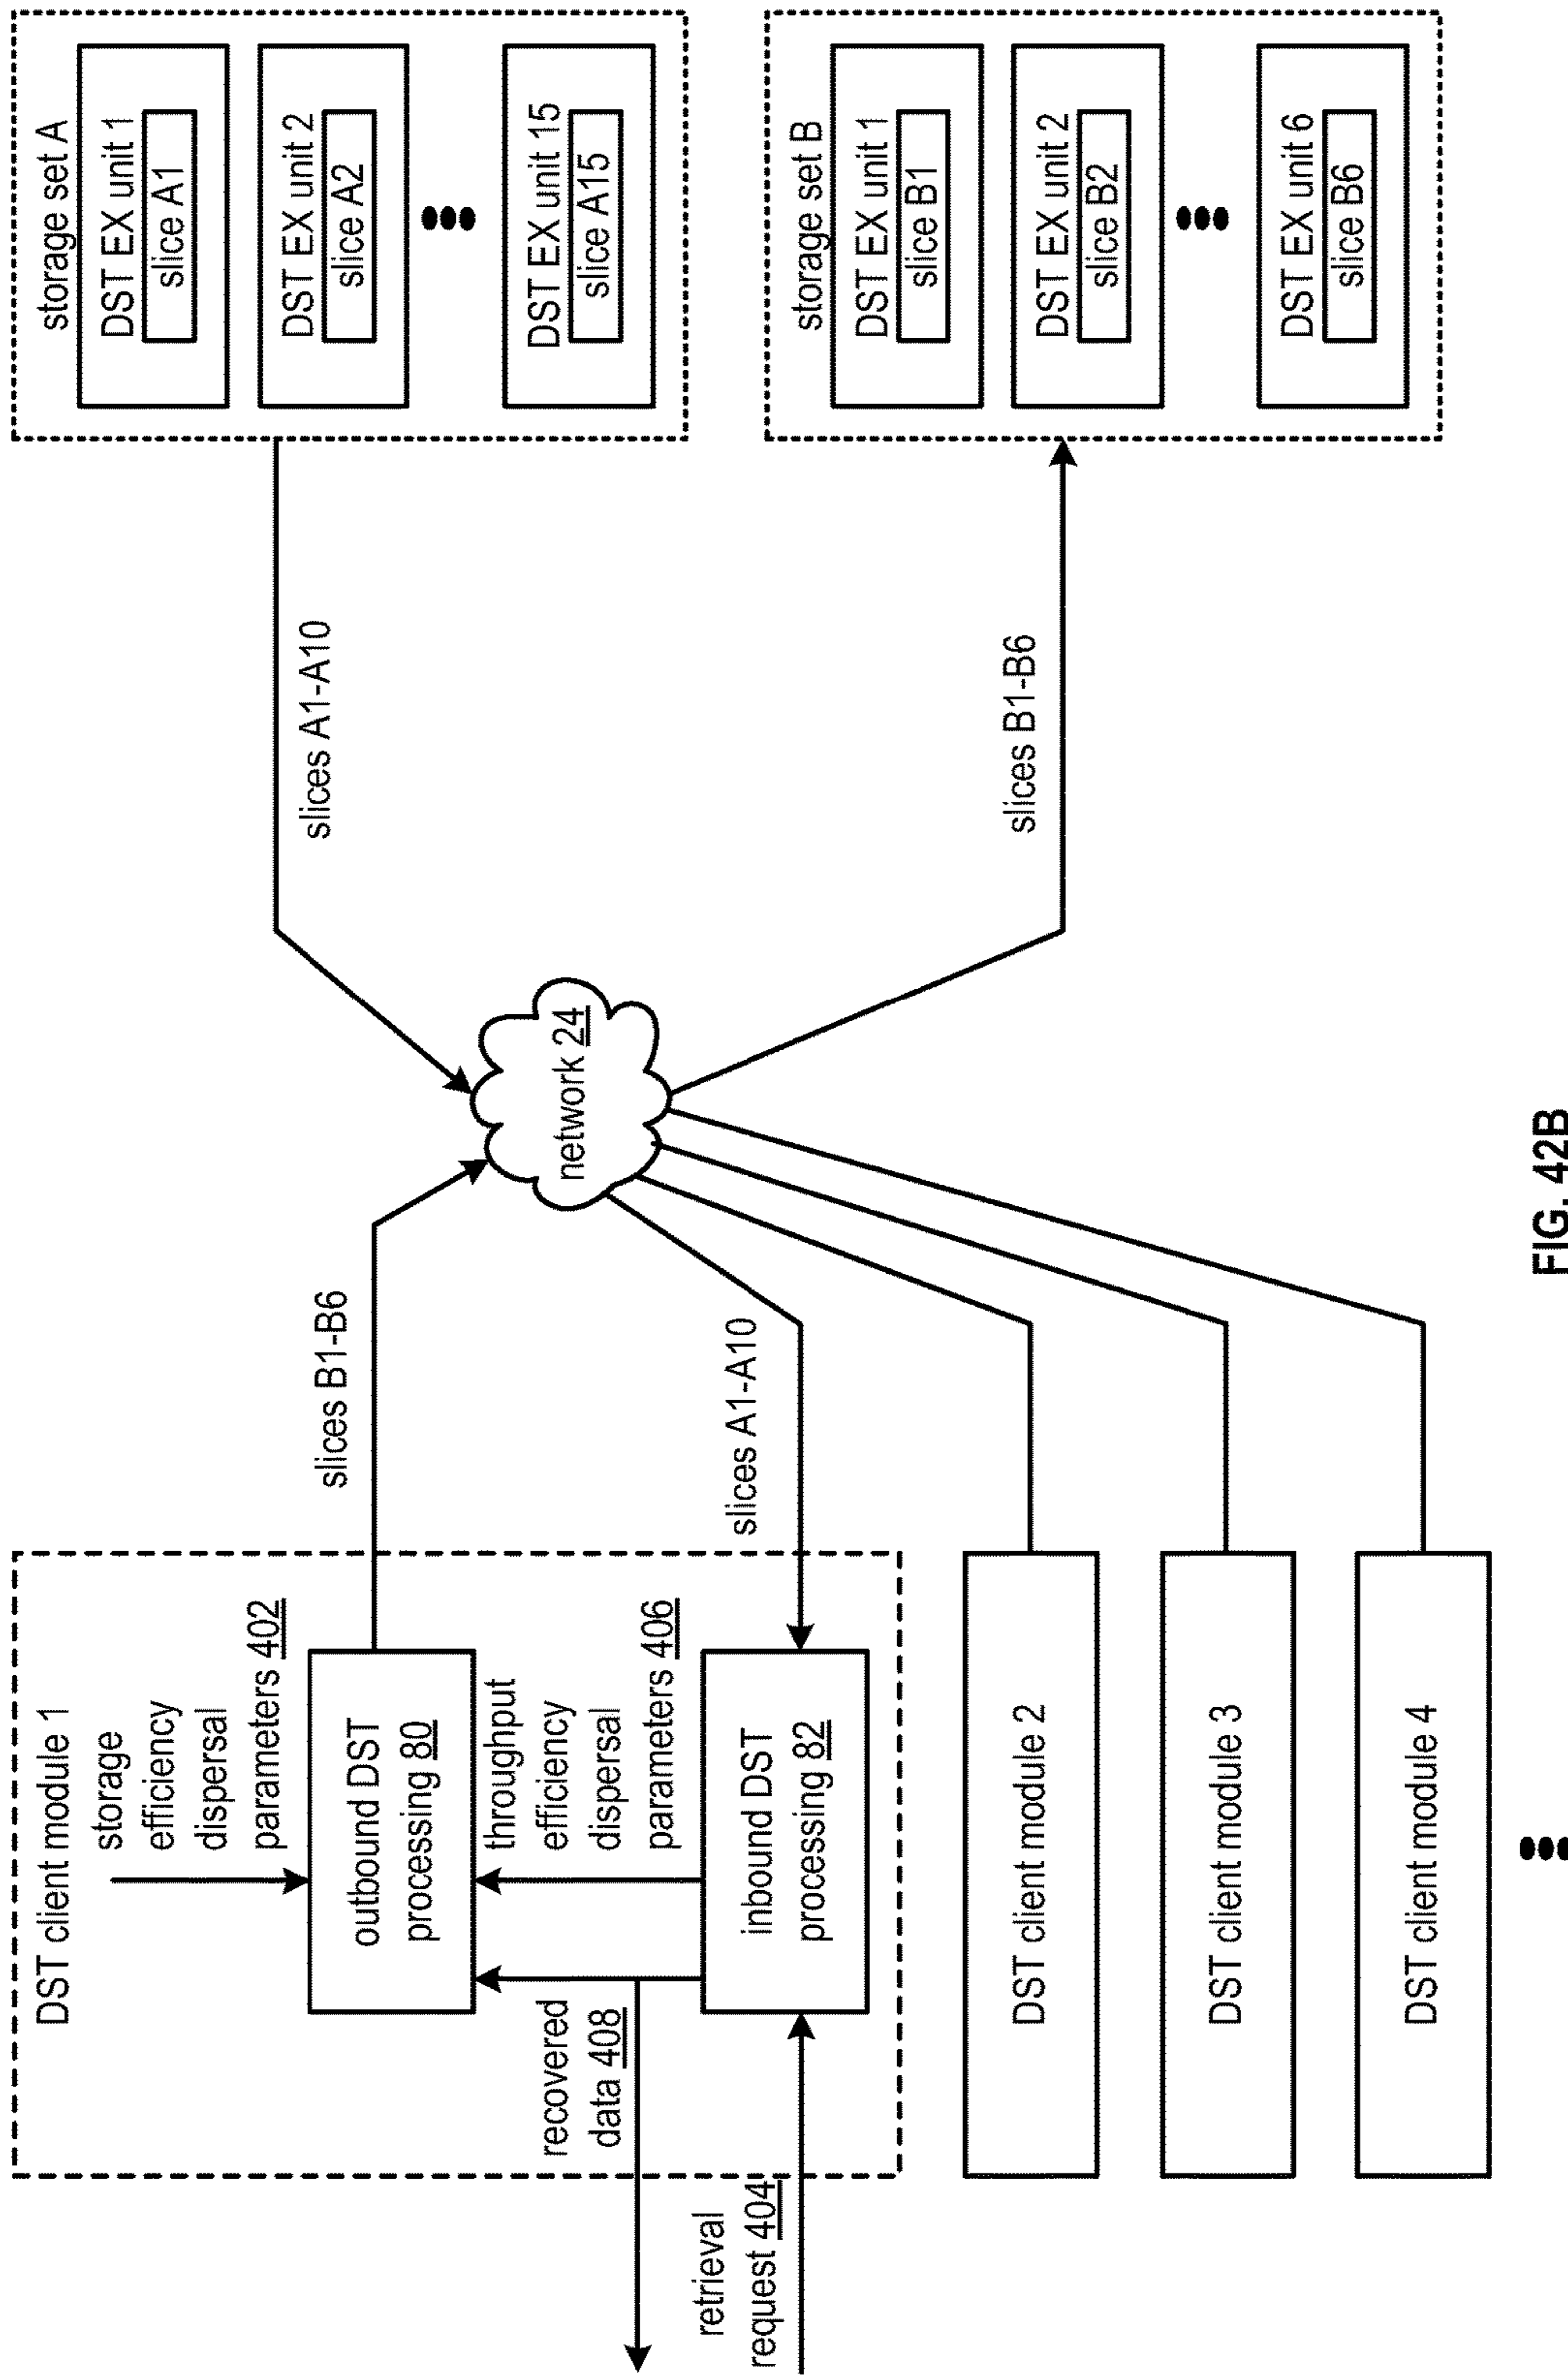 DST client module 1
storage
efficiency
dispersal
parameters 402
outbound DST
processing 80
throughput
efficiency
dispersal
parameters 406
recovered
data 408
inbound DST
processing 82
retrieval
request 404
slices B1-B6
slices A1-A10
DST client module 2
DST client module 3
DST client module 4
network 24
slices A1-A10
slices B1-B6
storage set A
DST EX unit 1
slice A1
DST EX unit 2
slice A2
DST EX unit 15
slice A15
storage set B
DST EX unit 1
slice B1
DST EX unit 2
slice B2
DST EX unit 6
slice B6
FIG. 42B